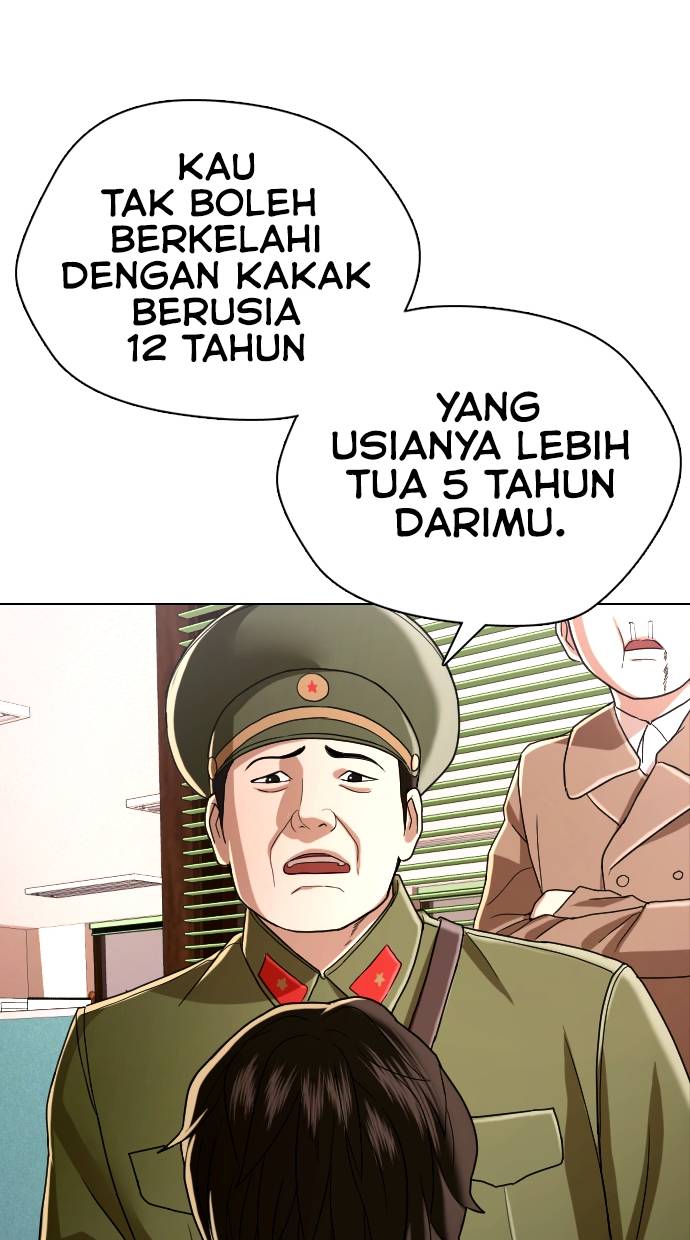 KAU
TAK BOLEH
BERKELAHI
DENGAN KAKAK
BERUSIA
12 TAHUN
YANG
USIANYA LEBIH
TUA 5 TAHUN
DARIMU.